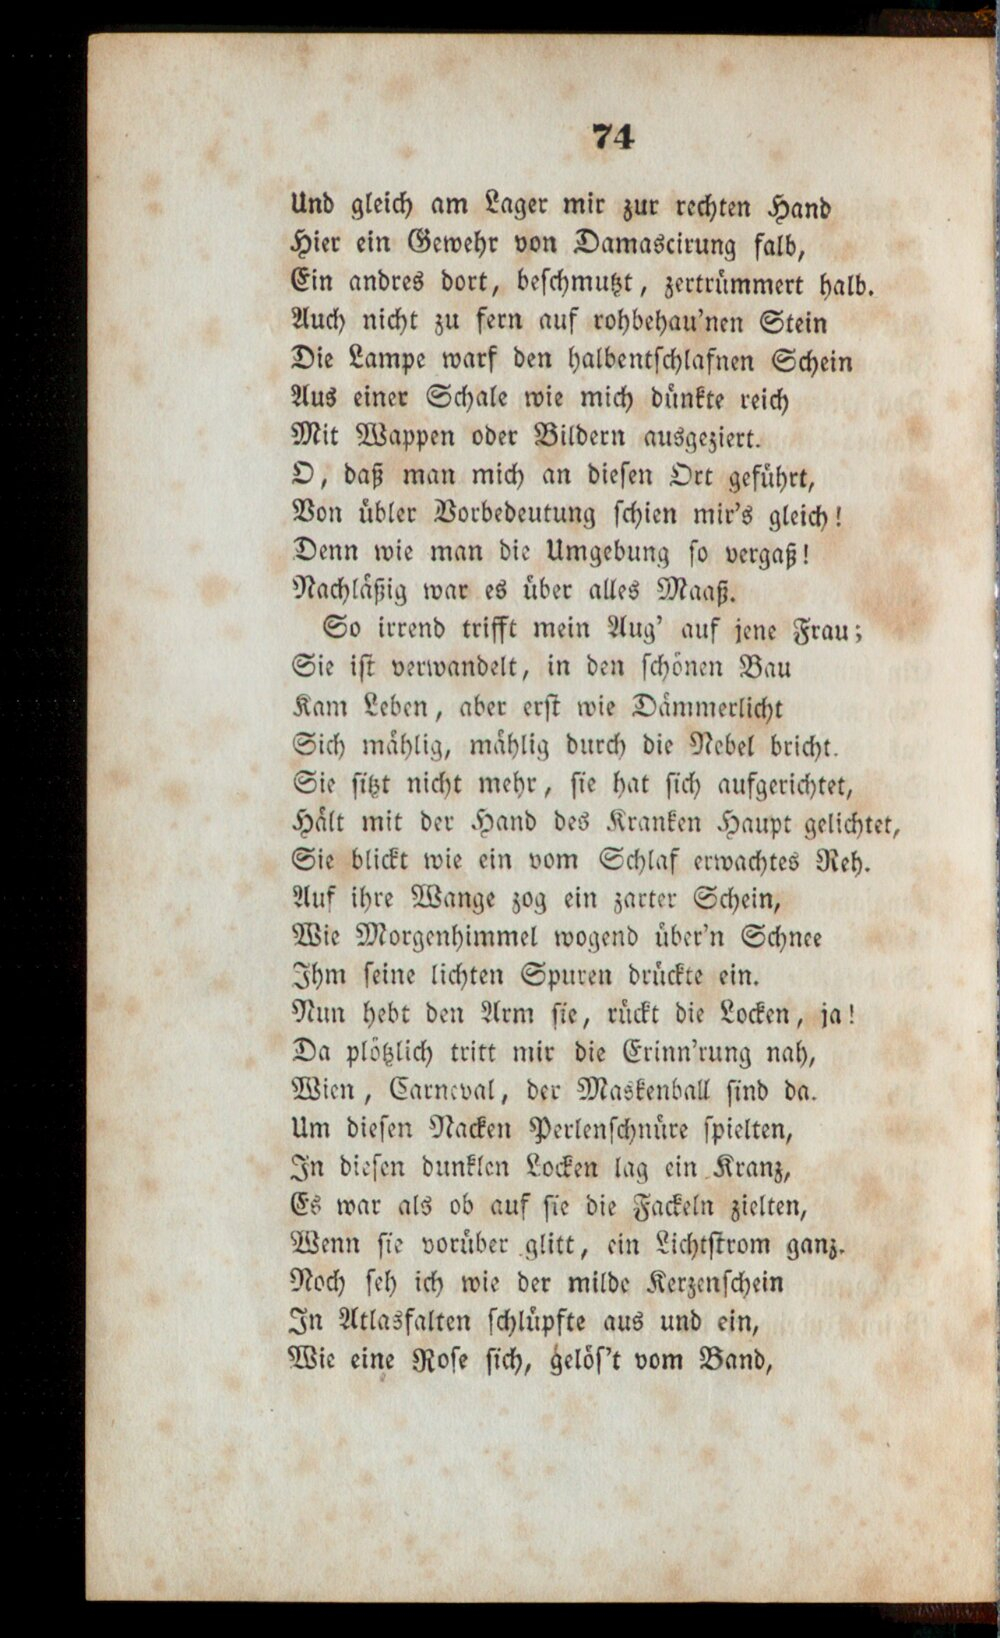 74
Und gleich am Lager mir zur rechten Hand
Hier ein Gewehr von Damascirung falb,
Ein andres dort, beschmutzt, zertrümmert halb.
Auch nicht zu fern auf rohbehau'nen Stein
Die Lampe warf den halbentschlafnen Schein
Aus einer Schale wie mich dünkte reich
Mit Wappen oder Bildern ausgeziert.
O, daß man mich an diesen Ort geführt,
Von übler Vorbedeutung schien mir's gleich!
Denn wie man die Umgebung so vergaß!
Nachläßig war es über alles Maaß.
So irrend trifft mein Aug' auf jene Frau;
Sie ist verwandelt, in den schönen Bau
Kam Leben, aber erst wie Dämmerlicht
Sich mählig, mählig durch die Nebel bricht.
Sie sitzt nicht mehr, sie hat sich aufgerichtet,
Hält mit der Hand des Kranken Haupt gelichtet,
Sie blickt wie ein vom Schlaf erwachtes Reh.
Auf ihre Wange zog ein zarter Schein,
Wie Morgenhimmel wogend über'n Schnee
Ihm seine lichten Spuren drückte ein.
Nun hebt den Arm sie, rückt die Locken, ja!
Da plötzlich tritt mir die Erinn'rung nah,
Wien, Carneval, der Maskenball sind da.
Um diesen Nacken Perlenschnüre spielten,
In diesen dunklen Locken lag ein Kranz,
Es war als ob auf sie die Fackeln zielten,
Wenn sie vorüber glitt, ein Lichtstrom ganz.
Noch seh ich wie der milde Kerzenschein
In Atlasfalten schlüpfte aus und ein,
Wie eine Rose sich, gelös't vom Band,